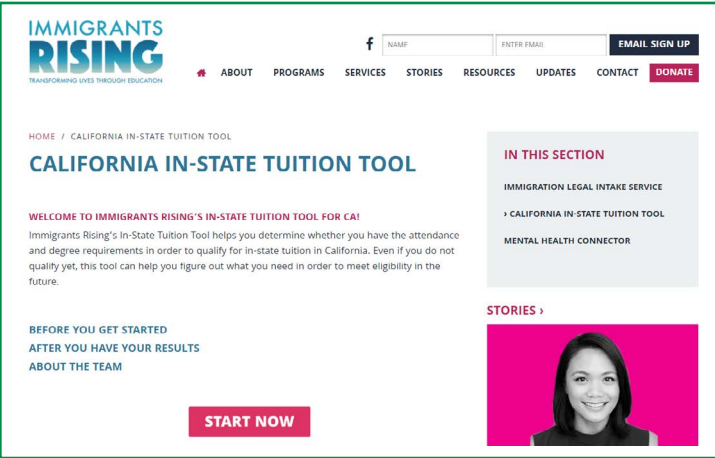 IMMIGRANTS
RISING
TRANSFORMING LIVES THROUGH EDUCATION
f
NAME
ENTER EMAIL
EMAIL SIGN UP
ABOUT
PROGRAMS
SERVICES
STORIES
RESOURCES
UPDATES
CONTACT
DONATE
HOME / CALIFORNIA IN-STATE TUITION TOOL
CALIFORNIA IN-STATE TUITION TOOL
WELCOME TO IMMIGRANTS RISING'S IN-STATE TUITION TOOL FOR CA!
Immigrants Rising's In-State Tuition Tool helps you determine whether you have the attendance
and degree requirements in order to qualify for in-state tuition in California. Even if you do not
qualify yet, this tool can help you figure out what you need in order to meet eligibility in the
future.
BEFORE YOU GET STARTED
AFTER YOU HAVE YOUR RESULTS
ABOUT THE TEAM
START NOW
IN THIS SECTION
IMMIGRATION LEGAL INTAKE SERVICE
› CALIFORNIA IN-STATE TUITION TOOL
MENTAL HEALTH CONNECTOR
STORIES ›